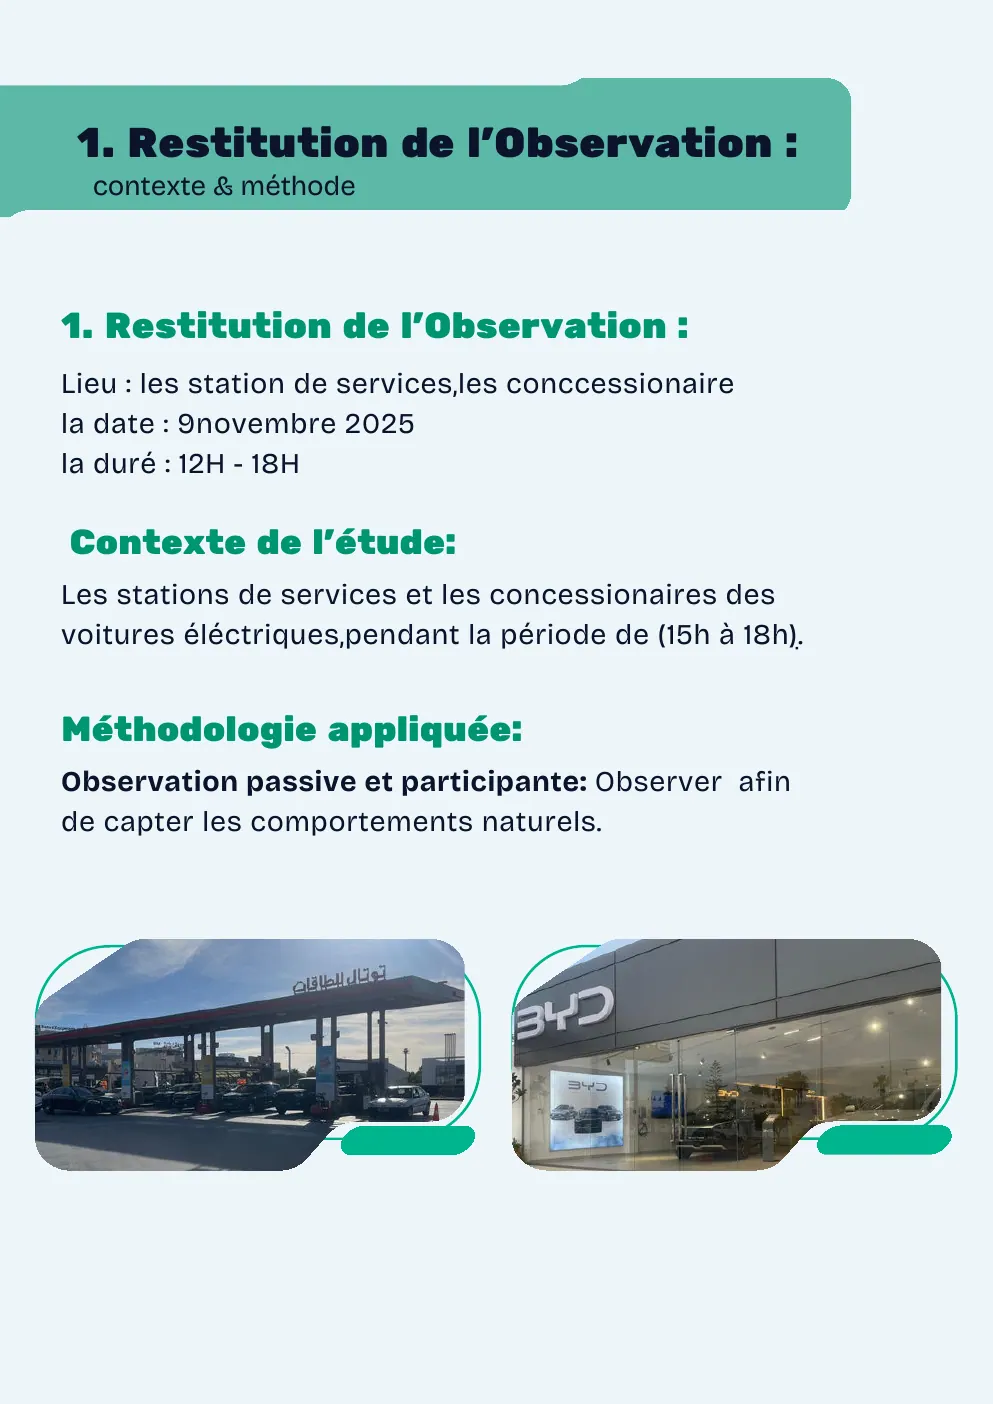 1. Restitution de l’Observation :
contexte & méthode
1. Restitution de l’Observation :
Lieu : les station de services,les conccessionaire
la date : 9novembre 2025
la duré : 12H - 18H
Contexte de l’étude:
Les stations de services et les concessionaires des
voitures éléctriques,pendant la période de (15h à 18h).
Méthodologie appliquée:
Observation passive et participante: Observer  afin
de capter les comportements naturels.
توتال للطاقات
BYD
BYD